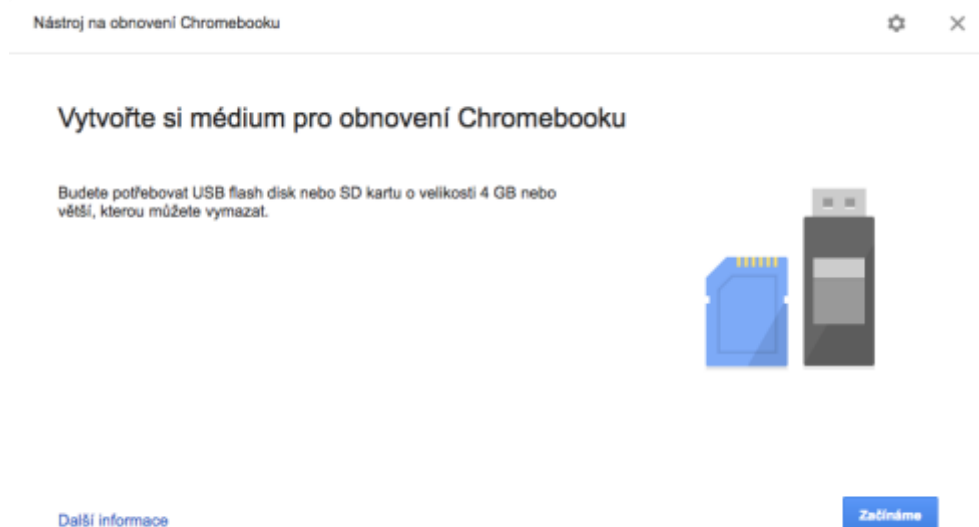 Nástroj na obnovení Chromebooku
Vytvořte si médium pro obnovení Chromebooku
Budete potřebovat USB flash disk nebo SD kartu o velikosti 4 GB nebo
větší, kterou můžete vymazat.
Další informace
Začínáme